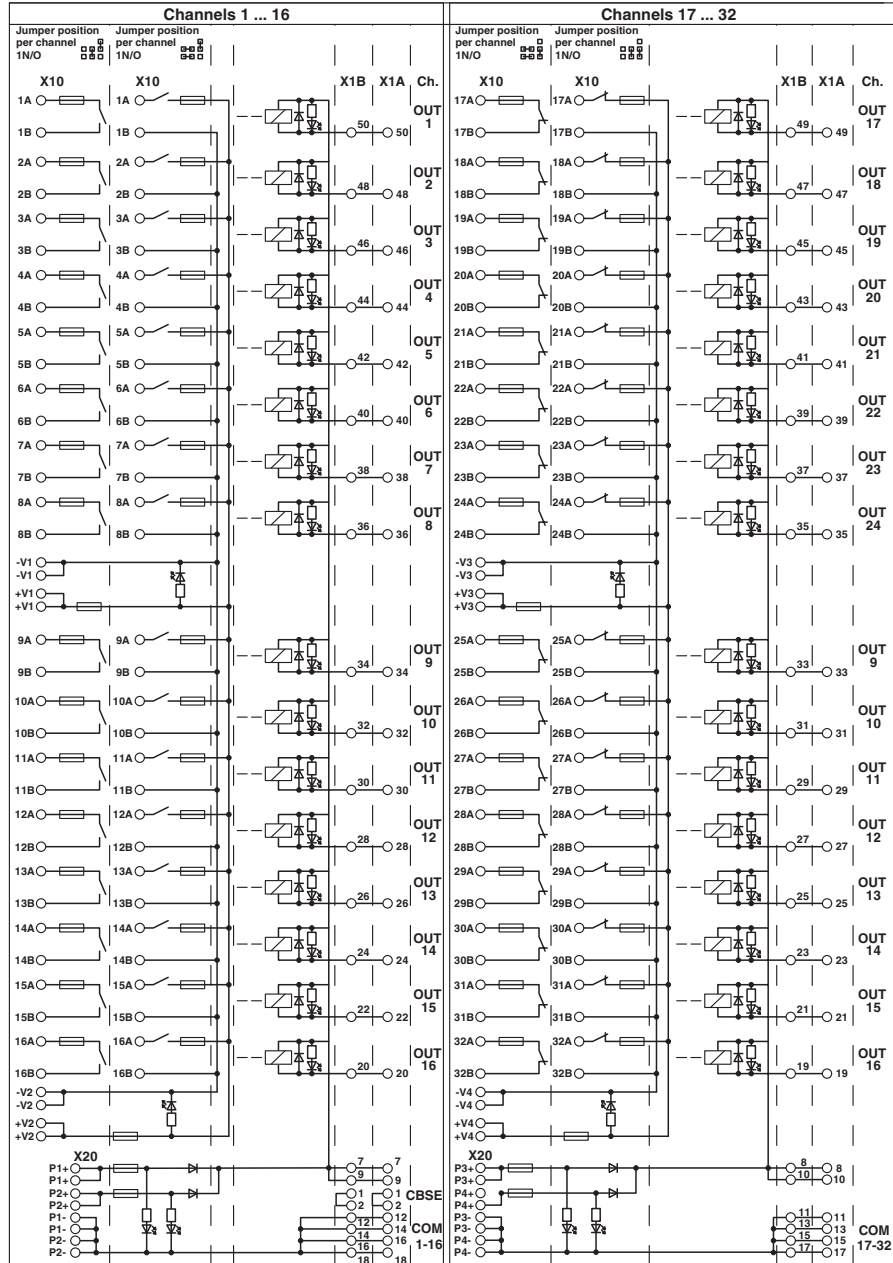 Channels 1 ... 16
Jumper position per channel 1N/O
Jumper position per channel 1N/O
X10 X10 X1B X1A Ch.
1A 1A OUT 1
1B 1B 50 50
2A 2A OUT 2
2B 2B 48 48
3A 3A OUT 3
3B 3B 46 46
4A 4A OUT 4
4B 4B 44 44
5A 5A OUT 5
5B 5B 42 42
6A 6A OUT 6
6B 6B 40 40
7A 7A OUT 7
7B 7B 38 38
8A 8A OUT 8
8B 8B 36 36
-V1
-V1
+V1
+V1
9A 9A OUT 9
9B 9B 34 34
10A 10A OUT 10
10B 10B 32 32
11A 11A OUT 11
11B 11B 30 30
12A 12A OUT 12
12B 12B 28 28
13A 13A OUT 13
13B 13B 26 26
14A 14A OUT 14
14B 14B 24 24
15A 15A OUT 15
15B 15B 22 22
16A 16A OUT 16
16B 16B 20 20
-V2
-V2
+V2
+V2
X20
P1+ 7 7
P1+ 9 9
P2+ 1 1 CBSE
P2+ 2 2
P1- 12 12
P1- 14 14 COM
P2- 16 16 1-16
P2- 18 18
Channels 17 ... 32
Jumper position per channel 1N/O
Jumper position per channel 1N/O
X10 X10 X1B X1A Ch.
17A 17A OUT 17
17B 17B 49 49
18A 18A OUT 18
18B 18B 47 47
19A 19A OUT 19
19B 19B 45 45
20A 20A OUT 20
20B 20B 43 43
21A 21A OUT 21
21B 21B 41 41
22A 22A OUT 22
22B 22B 39 39
23A 23A OUT 23
23B 23B 37 37
24A 24A OUT 24
24B 24B 35 35
-V3
-V3
+V3
+V3
25A 25A OUT 9
25B 25B 33 33
26A 26A OUT 10
26B 26B 31 31
27A 27A OUT 11
27B 27B 29 29
28A 28A OUT 12
28B 28B 27 27
29A 29A OUT 13
29B 29B 25 25
30A 30A OUT 14
30B 30B 23 23
31A 31A OUT 15
31B 31B 21 21
32A 32A OUT 16
32B 32B 19 19
-V4
-V4
+V4
+V4
X20
P3+ 8 8
P3+ 10 10
P4+
P4+
P3- 11 11
P3- 13 13 COM
P4- 15 15 17-32
P4- 17 17